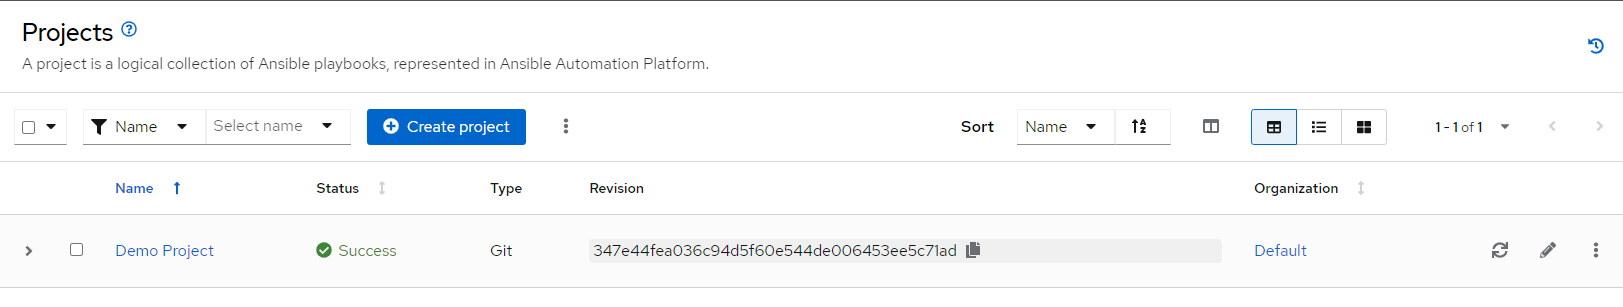 Projects
A project is a logical collection of Ansible playbooks, represented in Ansible Automation Platform.
Name Select name Create project Sort Name 1 - 1 of 1
Name Status Type Revision Organization
Demo Project Success Git 347e44fea036c94d5f60e544de006453ee5c71ad Default